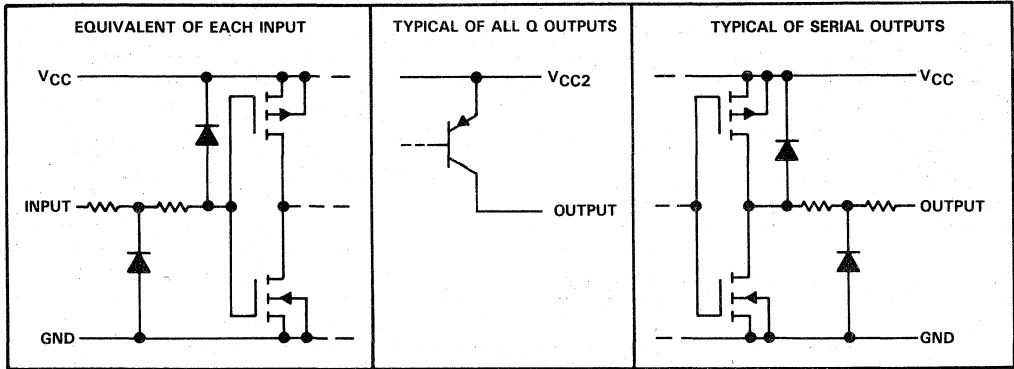 EQUIVALENT OF EACH INPUT
VCC
INPUT
GND
TYPICAL OF ALL Q OUTPUTS
VCC2
OUTPUT
TYPICAL OF SERIAL OUTPUTS
VCC
OUTPUT
GND